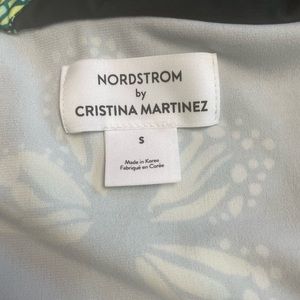 NORDSTROM
by
CRISTINA MARTINEZ
S
Made in Korea
Fabriqué en Corée